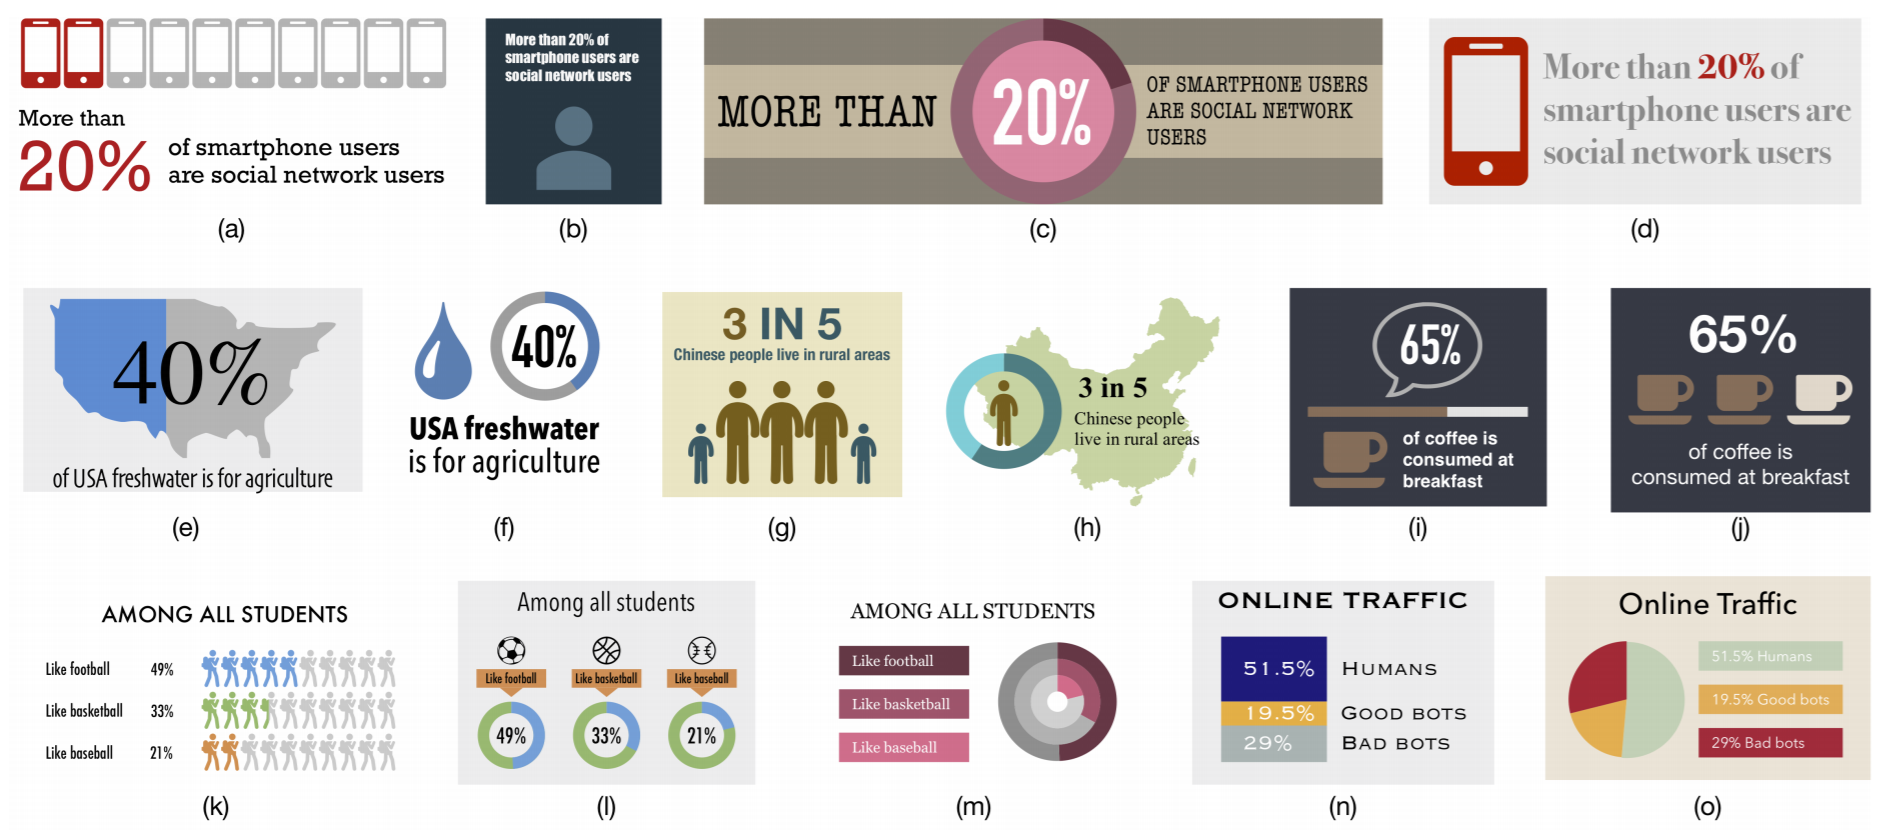 More than
20%
of smartphone users
are social network users
(a)
More than 20% of
smartphone users are
social network users
(b)
MORE THAN
20%
OF SMARTPHONE USERS
ARE SOCIAL NETWORK
USERS
(c)
More than 20% of
smartphone users are
social network users
(d)
40%
of USA freshwater is for agriculture
(e)
40%
USA freshwater
is for agriculture
(f)
3 IN 5
Chinese people live in rural areas
(g)
3 in 5
Chinese people
live in rural areas
(h)
65%
of coffee is
consumed at
breakfast
(i)
65%
of coffee is
consumed at breakfast
(j)
AMONG ALL STUDENTS
Like football 49%
Like basketball 33%
Like baseball 21%
(k)
Among all students
Like football Like basketball Like baseball
49% 33% 21%
(l)
AMONG ALL STUDENTS
Like football
Like basketball
Like baseball
(m)
ONLINE TRAFFIC
51.5% HUMANS
19.5% GOOD BOTS
29% BAD BOTS
(n)
Online Traffic
51.5% Humans
19.5% Good bots
29% Bad bots
(o)